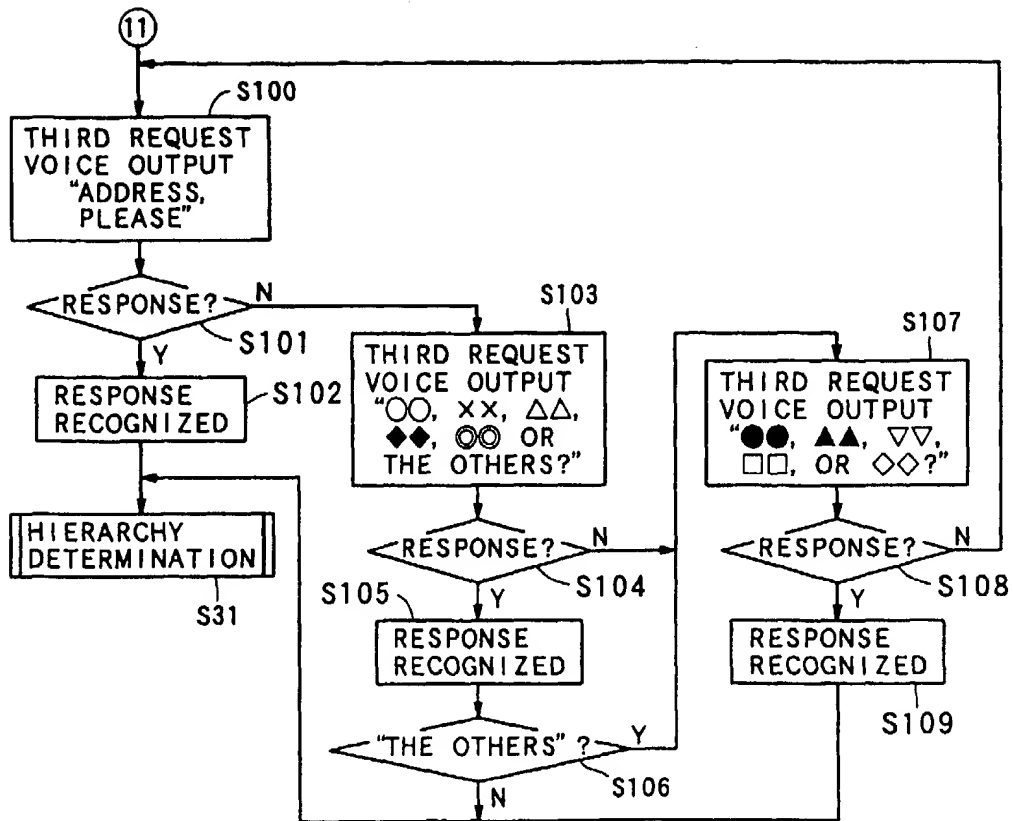 11
S100
THIRD REQUEST
VOICE OUTPUT
“ADDRESS,
PLEASE”
RESPONSE?
N
S101
Y
RESPONSE
RECOGNIZED
S102
HIERARCHY
DETERMINATION
S31
S103
THIRD REQUEST
VOICE OUTPUT
“○○, ××, △△,
◆◆, ◎◎ OR
THE OTHERS?”
RESPONSE?
N
S104
Y
S105
RESPONSE
RECOGNIZED
“THE OTHERS” ?
Y
S106
N
S107
THIRD REQUEST
VOICE OUTPUT
“●●, ▲▲, ▽▽,
□□, OR ◇◇?”
RESPONSE?
N
S108
Y
RESPONSE
RECOGNIZED
S109